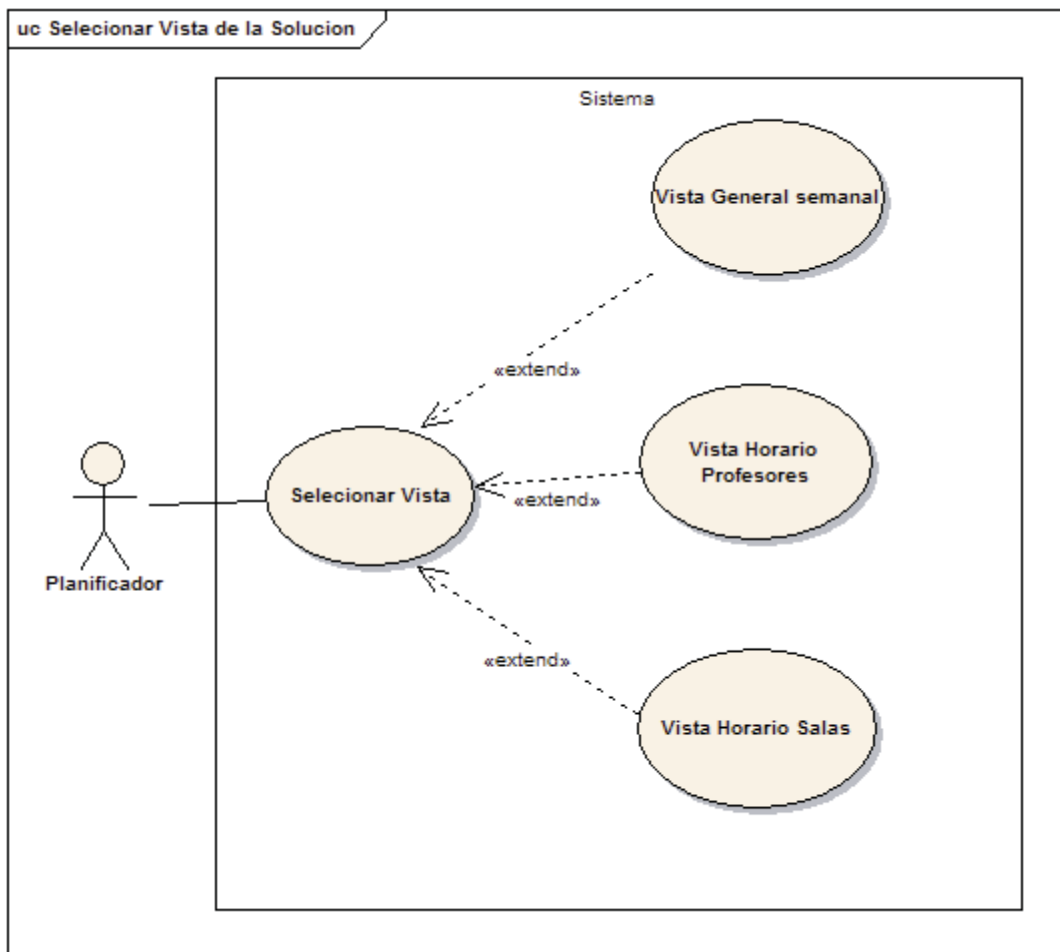 uc Selecionar Vista de la Solucion
Sistema
Vista General semanal
«extend»
Vista Horario
Profesores
«extend»
Selecionar Vista
Planificador
«extend»
Vista Horario Salas